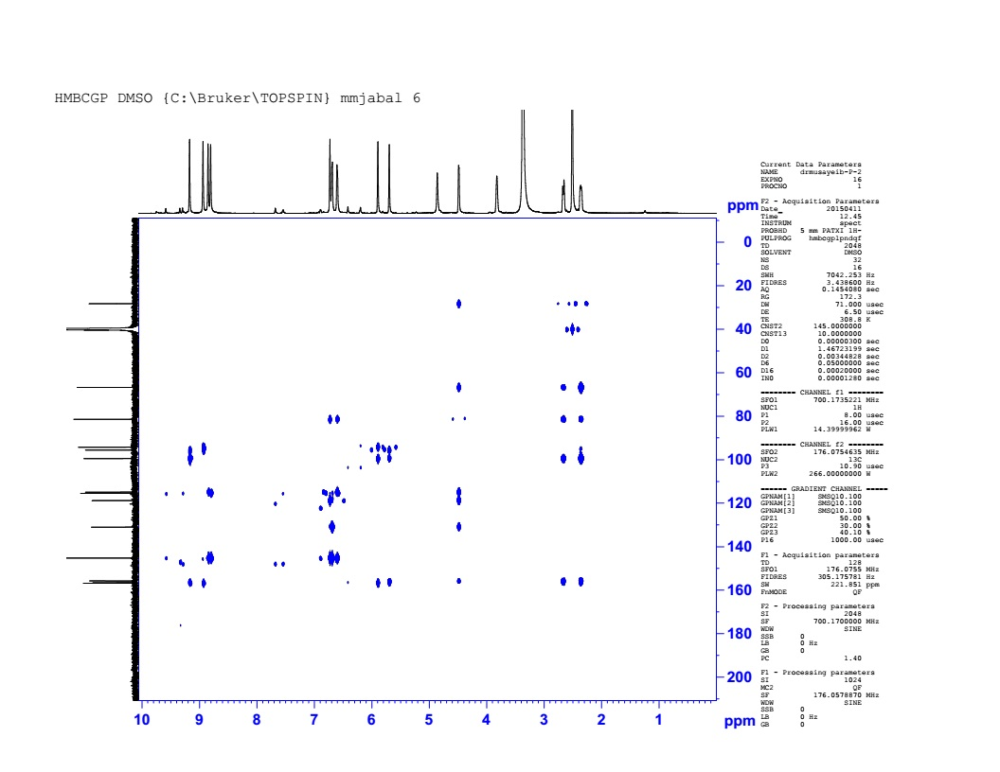 HMBCGP DMSO {C:\Bruker\TOPSPIN} mmjabal 6
ppm
0
20
40
60
80
100
120
140
160
180
200
10 9 8 7 6 5 4 3 2 1 ppm
Current Data Parameters
NAME drmusayeib-P-2
EXPNO 16
PROCNO 1
F2 - Acquisition Parameters
Date_ 20150411
Time 12.45
INSTRUM spect
PROBHD 5 mm PATXI 1H-
PULPROG hmbcgplpndqf
TD 2048
SOLVENT DMSO
NS 32
DS 16
SWH 7042.253 Hz
FIDRES 3.438600 Hz
AQ 0.1454080 sec
RG 172.3
DW 71.000 usec
DE 6.50 usec
TE 308.8 K
CNST2 145.0000000
CNST13 10.0000000
D0 0.00000300 sec
D1 1.46723199 sec
D2 0.00344828 sec
D6 0.05000000 sec
D16 0.00020000 sec
IN0 0.00001280 sec
======== CHANNEL f1 ========
SFO1 700.1735221 MHz
NUC1 1H
P1 8.00 usec
P2 16.00 usec
PLW1 14.39999962 W
======== CHANNEL f2 ========
SFO2 176.0754635 MHz
NUC2 13C
P3 10.90 usec
PLW2 266.00000000 W
====== GRADIENT CHANNEL =====
GPNAM[1] SMSQ10.100
GPNAM[2] SMSQ10.100
GPNAM[3] SMSQ10.100
GPZ1 50.00 %
GPZ2 30.00 %
GPZ3 40.10 %
P16 1000.00 usec
F1 - Acquisition parameters
TD 128
SFO1 176.0755 MHz
FIDRES 305.175781 Hz
SW 221.851 ppm
FnMODE QF
F2 - Processing parameters
SI 2048
SF 700.1700000 MHz
WDW SINE
SSB 0
LB 0 Hz
GB 0
PC 1.40
F1 - Processing parameters
SI 1024
MC2 QF
SF 176.0578870 MHz
WDW SINE
SSB 0
LB 0 Hz
GB 0